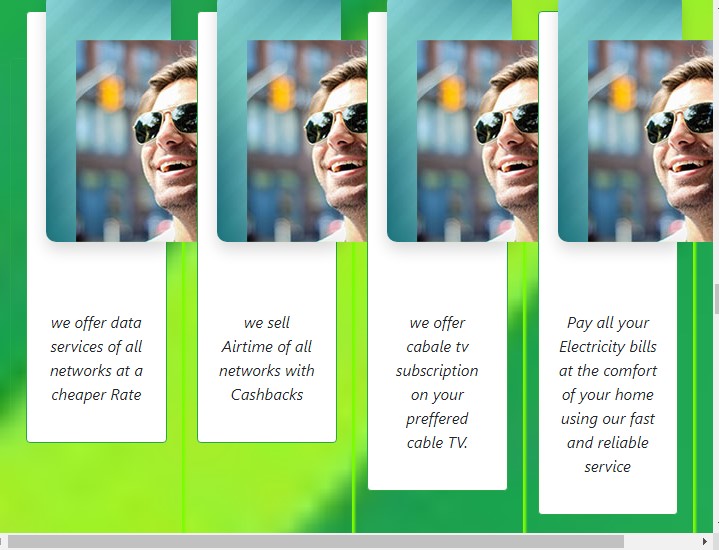 we offer data
services of all
networks at a
cheaper Rate
we sell
Airtime of all
networks with
Cashbacks
we offer
cabale tv
subscription
on your
preffered
cable TV.
Pay all your
Electricity bills
at the comfort
of your home
using our fast
and reliable
service